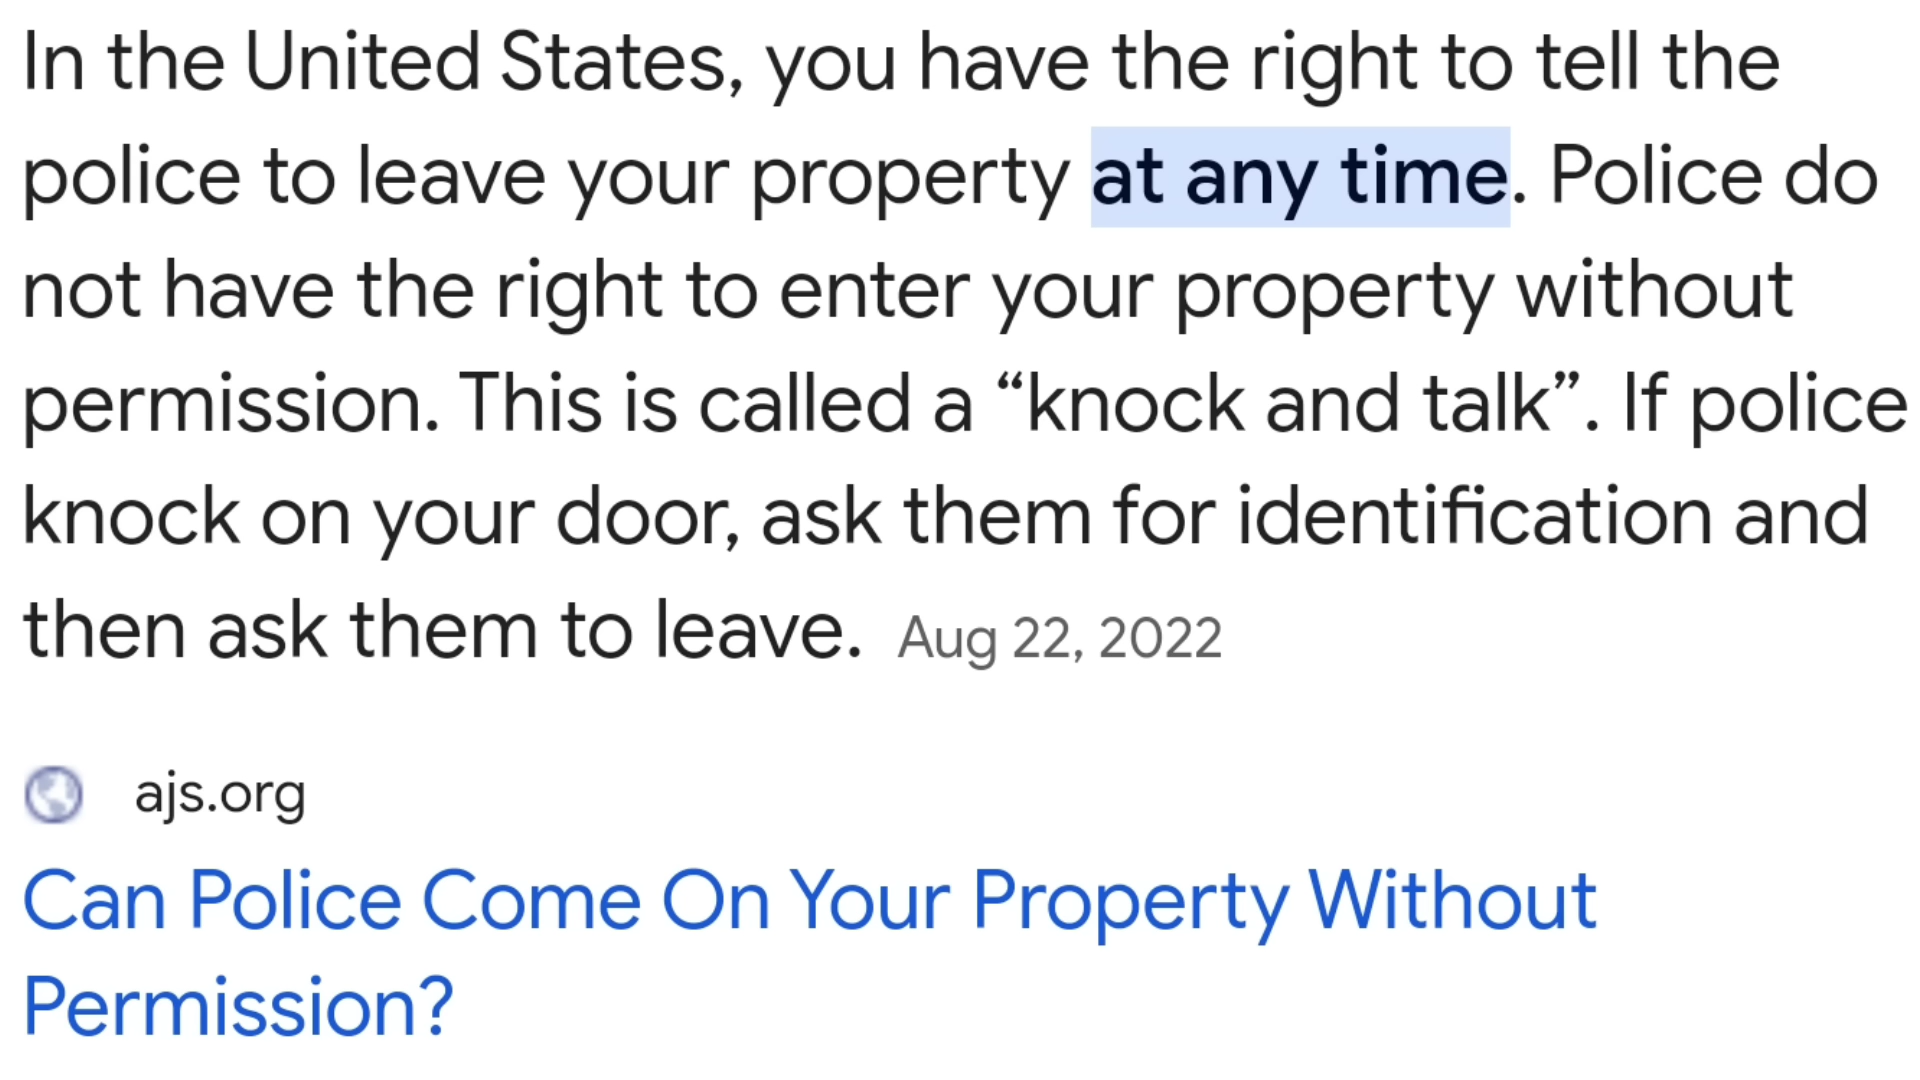 In the United States, you have the right to tell the
police to leave your property at any time. Police do
not have the right to enter your property without
permission. This is called a “knock and talk”. If police
knock on your door, ask them for identification and
then ask them to leave. Aug 22, 2022
ajs.org
Can Police Come On Your Property Without
Permission?